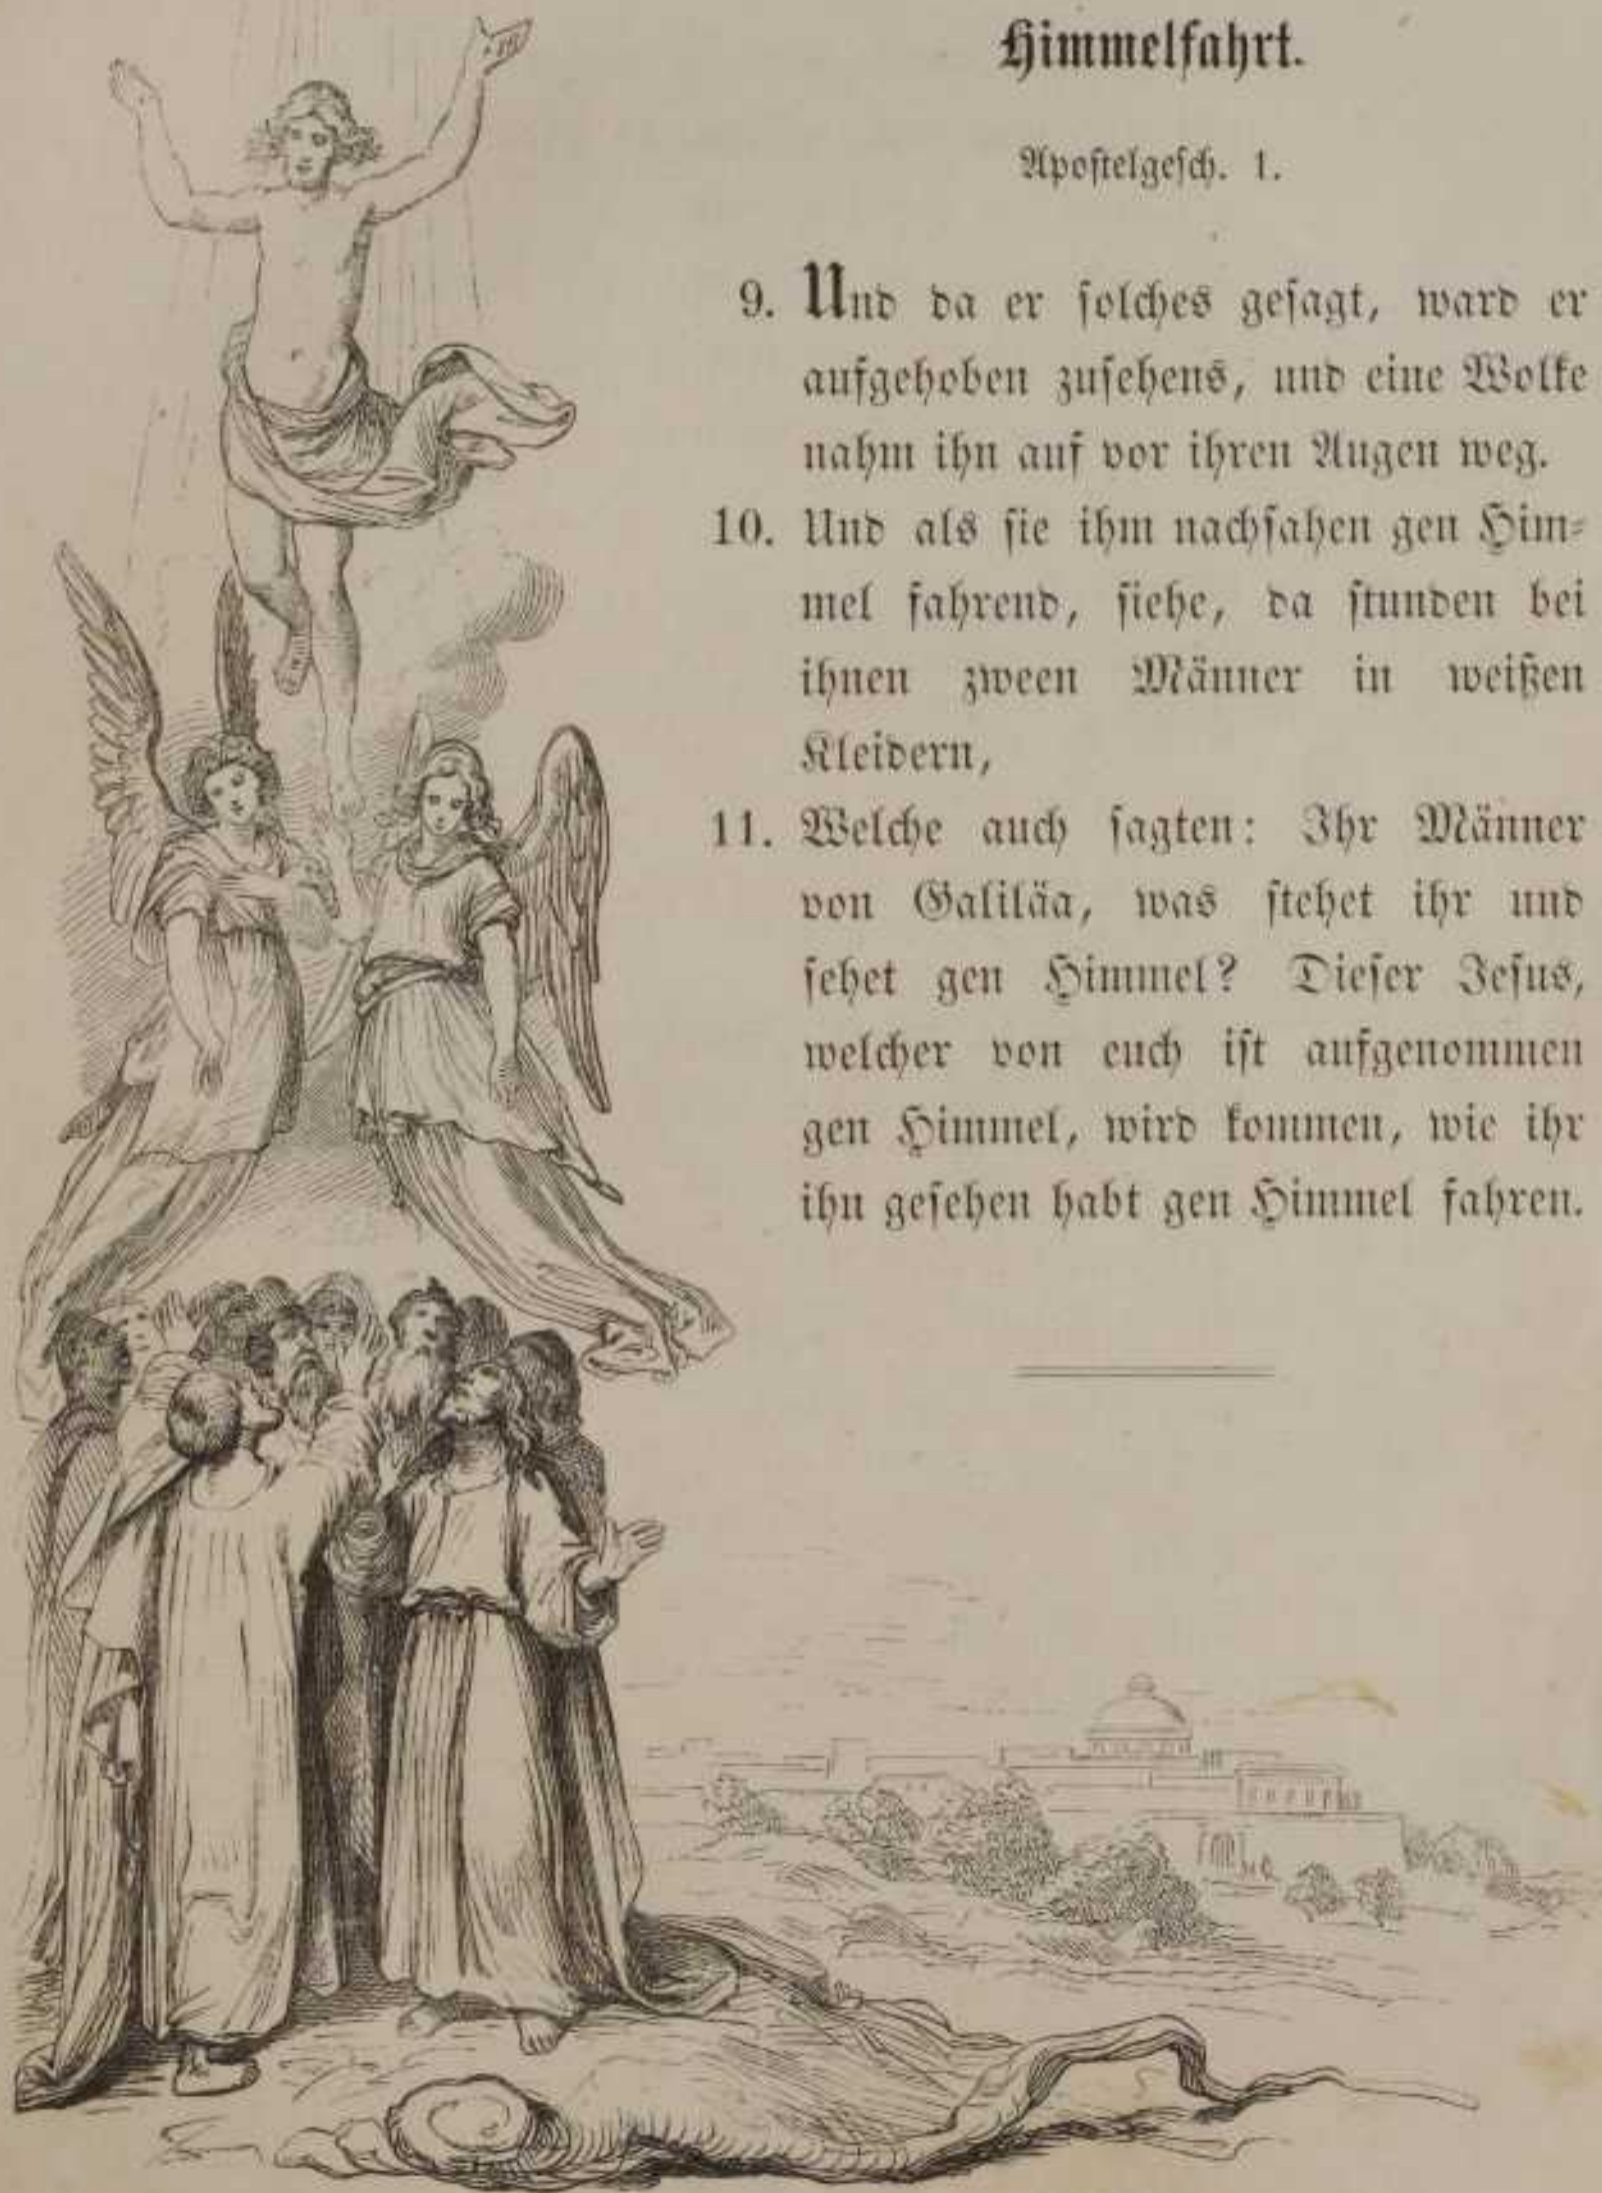 Himmelfahrt.
Apostelgesch. 1.
9. Und da er solches gesagt, ward er
aufgehoben zusehens, und eine Wolke
nahm ihn auf vor ihren Augen weg.
10. Und als sie ihm nachsahen gen Him-
mel fahrend, siehe, da stunden bei
ihnen zween Männer in weißen
Kleidern,
11. Welche auch sagten: Ihr Männer
von Galiläa, was stehet ihr und
sehet gen Himmel? Dieser Jesus,
welcher von euch ist aufgenommen
gen Himmel, wird kommen, wie ihr
ihn gesehen habt gen Himmel fahren.